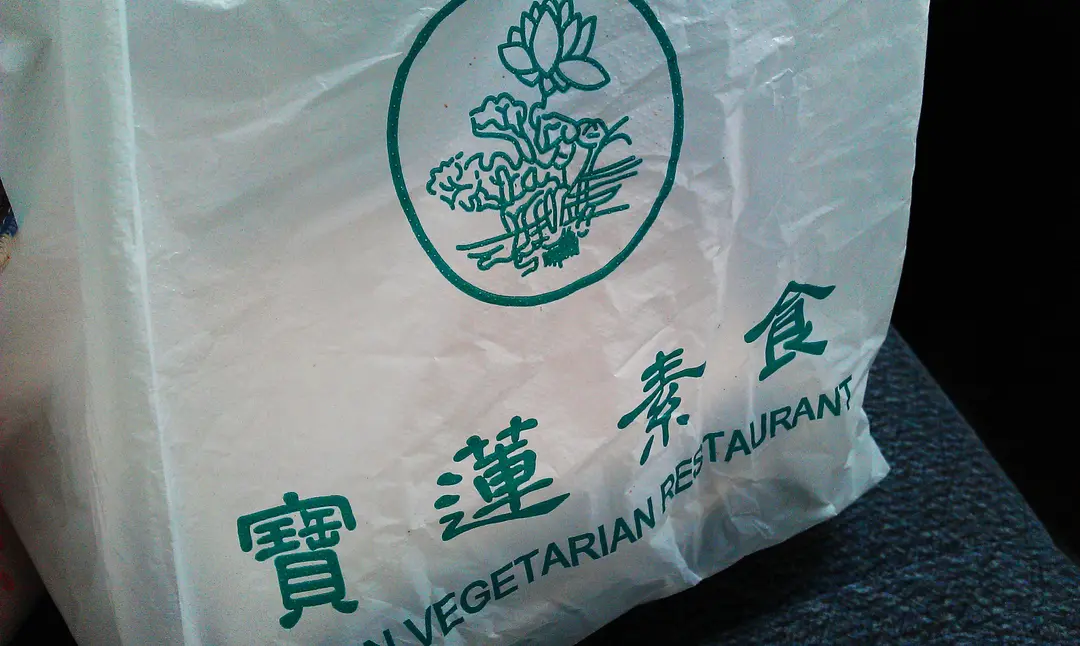 寶蓮素食
VEGETARIAN RESTAURANT